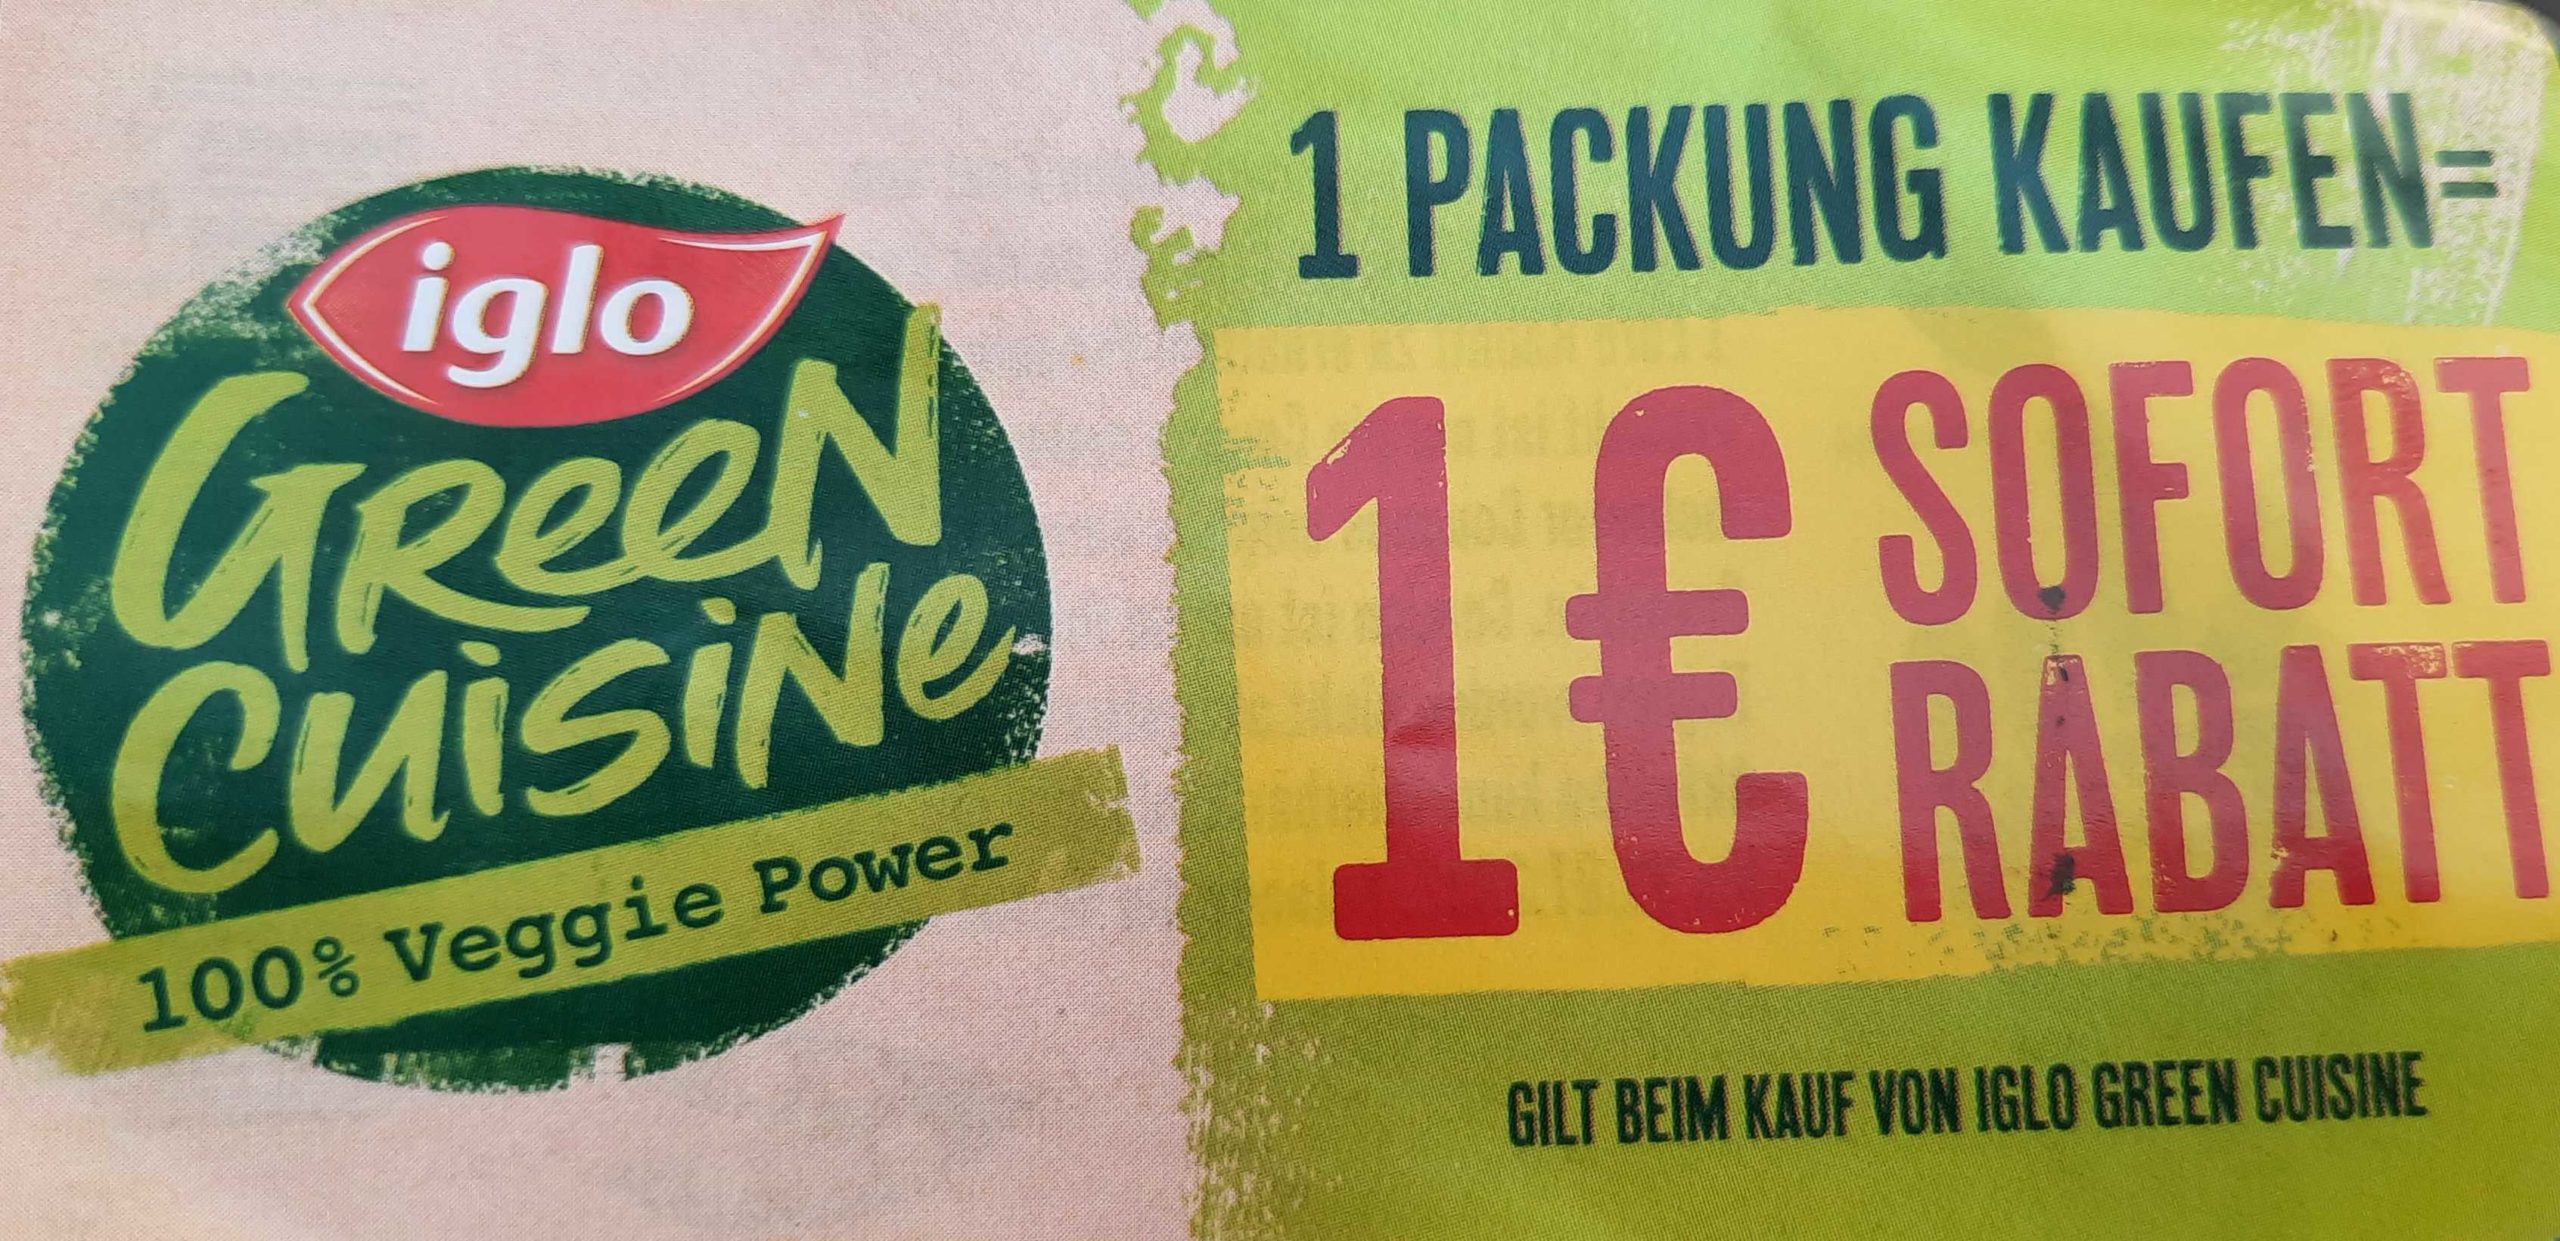 iglo
GREEN
CUISINE
100% Veggie Power
1 PACKUNG KAUFEN=
1€ SOFORT
RABATT
GILT BEIM KAUF VON IGLO GREEN CUISINE